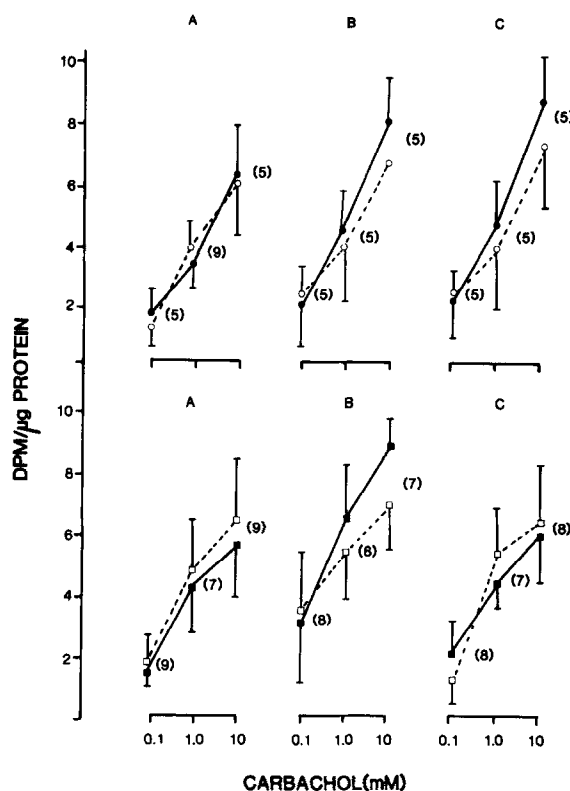 A B C
10
8
6
4
2
(5) (9) (5)
(5) (5) (5)
(5) (5) (5)
DPM/μg PROTEIN
A B C
10
8
6
4
2
(9) (7) (9)
(8) (8) (7)
(8) (7) (8)
0.1 1.0 10 0.1 1.0 10 0.1 1.0 10
CARBACHOL(mM)